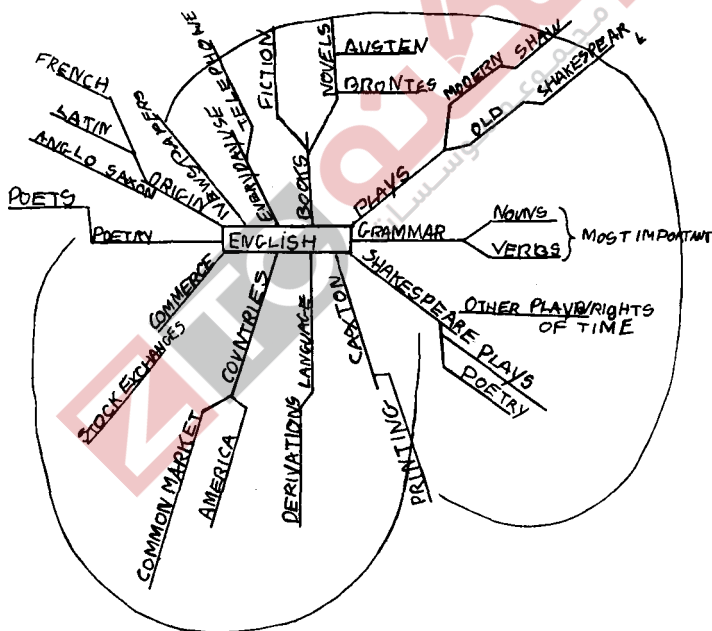 FRENCH
LATIN
ANGLO SAXON
ORIGIN
NEWSPAPERS
EVERYDAY USE
TELEPHONE
FICTION
NOVELS
AUSTEN
BRONTES
BOOKS
PLAYS
MODERN SHAW
OLD
SHAKESPEAR
POETS
POETRY
ENGLISH
GRAMMAR
NOUNS
VERBS
MOST IMPORTANT
SHAKESPEARE PLAYS
OTHER PLAYWRIGHTS
OF TIME
POETRY
COMMERCE
STOCK EXCHANGES
COUNTRIES
COMMON MARKET
AMERICA
LANGUAGE
DERIVATIONS
CAXTON
PRINTING